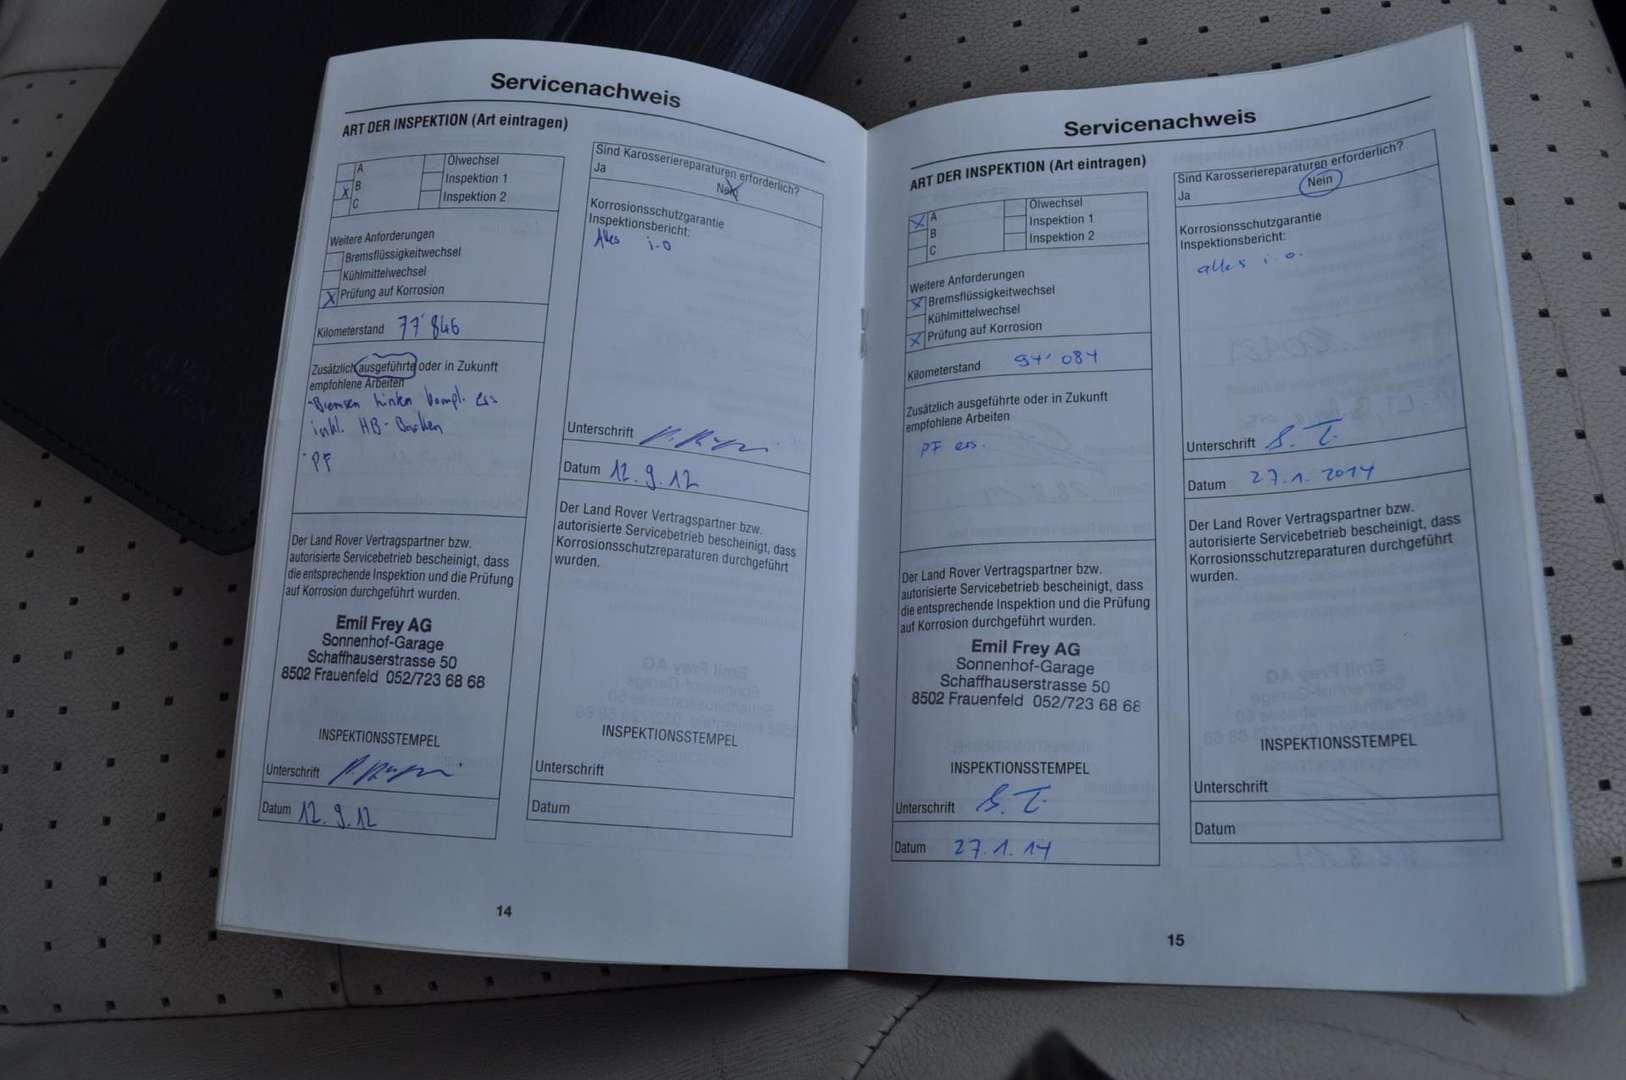 Servicenachweis
ART DER INSPEKTION (Art eintragen)
A
X B
C
Ölwechsel
Inspektion 1
Inspektion 2
Weitere Anforderungen
Bremsflüssigkeitwechsel
Kühlmittelwechsel
X Prüfung auf Korrosion
Kilometerstand 77'846
Zusätzlich ausgeführte oder in Zukunft
empfohlene Arbeiten
-Bremsen hinten kompl. ers
inkl. HB-Backen
-PF
Der Land Rover Vertragspartner bzw.
autorisierte Servicebetrieb bescheinigt, dass
die entsprechende Inspektion und die Prüfung
auf Korrosion durchgeführt wurden.
Emil Frey AG
Sonnenhof-Garage
Schaffhauserstrasse 50
8502 Frauenfeld 052/723 68 68
INSPEKTIONSSTEMPEL
Unterschrift
Datum 12.9.12
Sind Karosseriereparaturen erforderlich?
Ja Nein
Korrosionsschutzgarantie
Inspektionsbericht:
Alles i.O
Unterschrift
Datum 12.9.12
Der Land Rover Vertragspartner bzw.
autorisierte Servicebetrieb bescheinigt, dass
Korrosionsschutzreparaturen durchgeführt
wurden.
INSPEKTIONSSTEMPEL
Unterschrift
Datum
14
Servicenachweis
ART DER INSPEKTION (Art eintragen)
X A
B
C
Ölwechsel
Inspektion 1
Inspektion 2
Weitere Anforderungen
X Bremsflüssigkeitwechsel
Kühlmittelwechsel
X Prüfung auf Korrosion
Kilometerstand 94'084
Zusätzlich ausgeführte oder in Zukunft
empfohlene Arbeiten
PF ers.
Der Land Rover Vertragspartner bzw.
autorisierte Servicebetrieb bescheinigt, dass
die entsprechende Inspektion und die Prüfung
auf Korrosion durchgeführt wurden.
Emil Frey AG
Sonnenhof-Garage
Schaffhauserstrasse 50
8502 Frauenfeld 052/723 68 68
INSPEKTIONSSTEMPEL
Unterschrift
Datum 27.1.14
Sind Karosseriereparaturen erforderlich?
Ja Nein
Korrosionsschutzgarantie
Inspektionsbericht:
alles i.o.
Unterschrift
Datum 27.1.2014
Der Land Rover Vertragspartner bzw.
autorisierte Servicebetrieb bescheinigt, dass
Korrosionsschutzreparaturen durchgeführt
wurden.
INSPEKTIONSSTEMPEL
Unterschrift
Datum
15